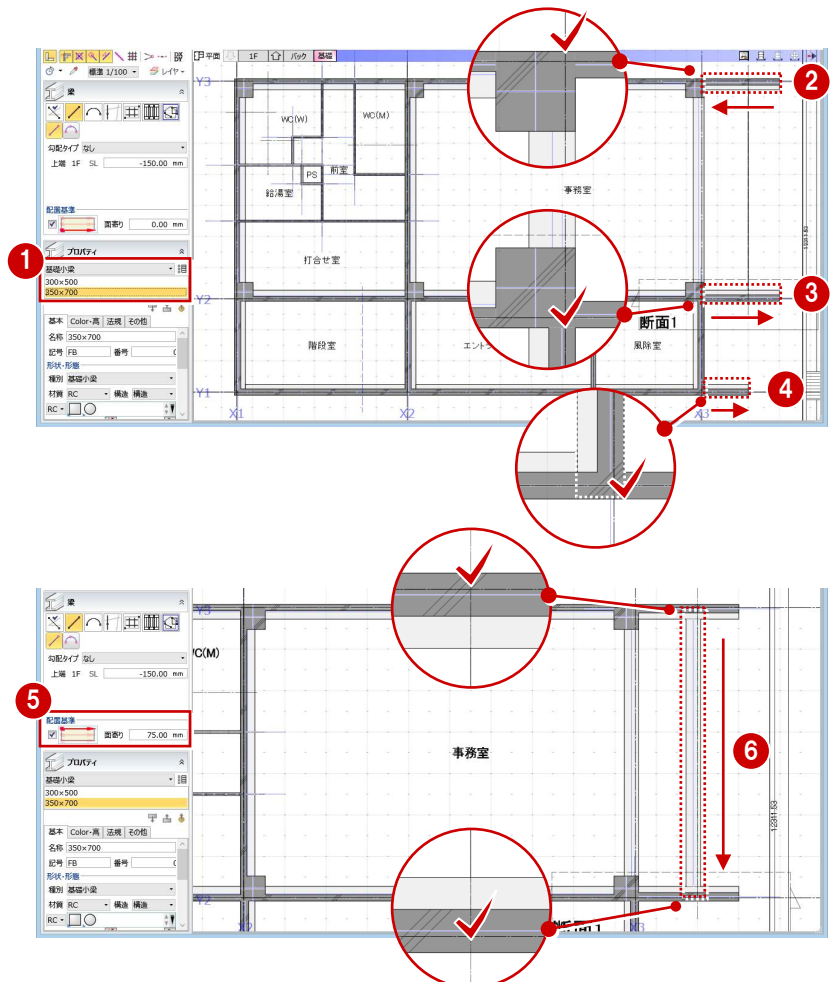 平面 1F バック 基礎
標準 1/100 レイヤ
梁
勾配タイプ なし
上端 1F SL -150.00 mm
配置基準
面寄り 0.00 mm
1
プロパティ
基礎小梁
300×500
350×700
基本 Color・高 法規 その他
名称 350×700
記号 FB 番号
形状・形態
種別 基礎小梁
材質 RC 構造 構造
RC
Y3
2
WC(W) WC(M)
PS 前室
給湯室
事務室
打合せ室
Y2
3
断面1
階段室
エント
風除室
Y1
4
X1 X2 X3
12311.53
梁
勾配タイプ なし
上端 1F SL -150.00 mm
5
配置基準
面寄り 75.00 mm
プロパティ
基礎小梁
300×500
350×700
基本 Color・高 法規 その他
名称 350×700
記号 FB 番号
形状・形態
種別 基礎小梁
材質 RC 構造 構造
RC
Y3
C(M)
事務室
6
12311.53
Y2
断面1
X2 X3